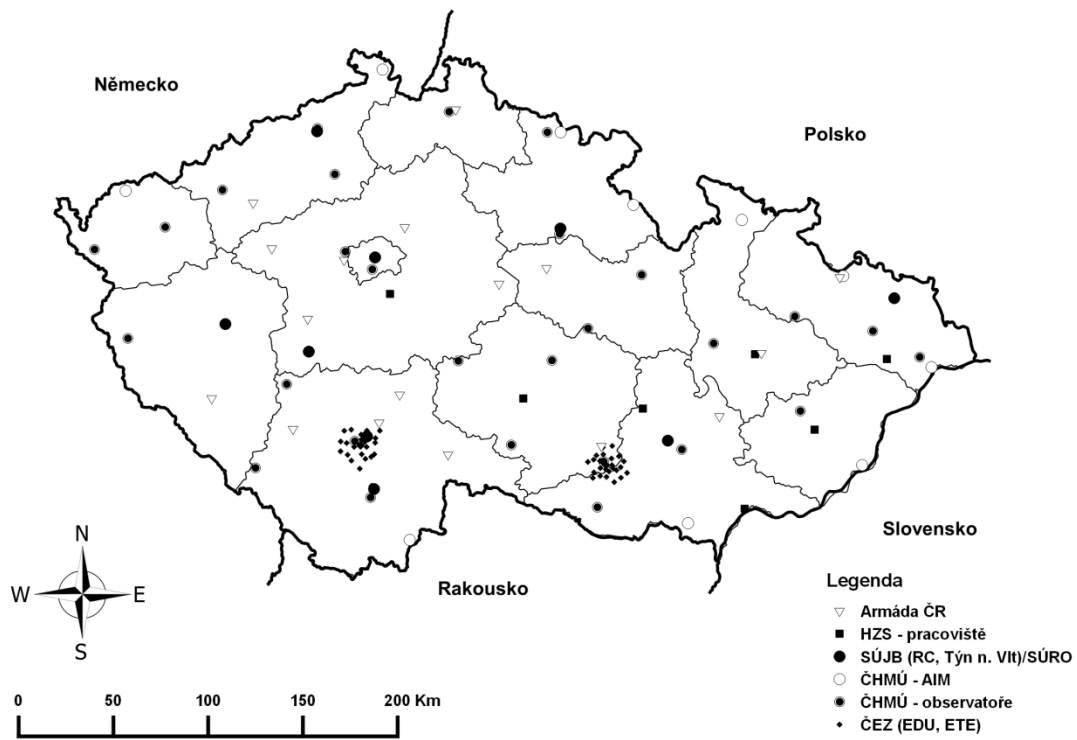 Německo
Polsko
Slovensko
Rakousko
N
W
E
S
0 50 100 150 200 Km
Legenda
Armáda ČR
HZS - pracoviště
SÚJB (RC, Týn n. Vlt)/SÚRO
ČHMÚ - AIM
ČHMÚ - observatoře
ČEZ (EDU, ETE)